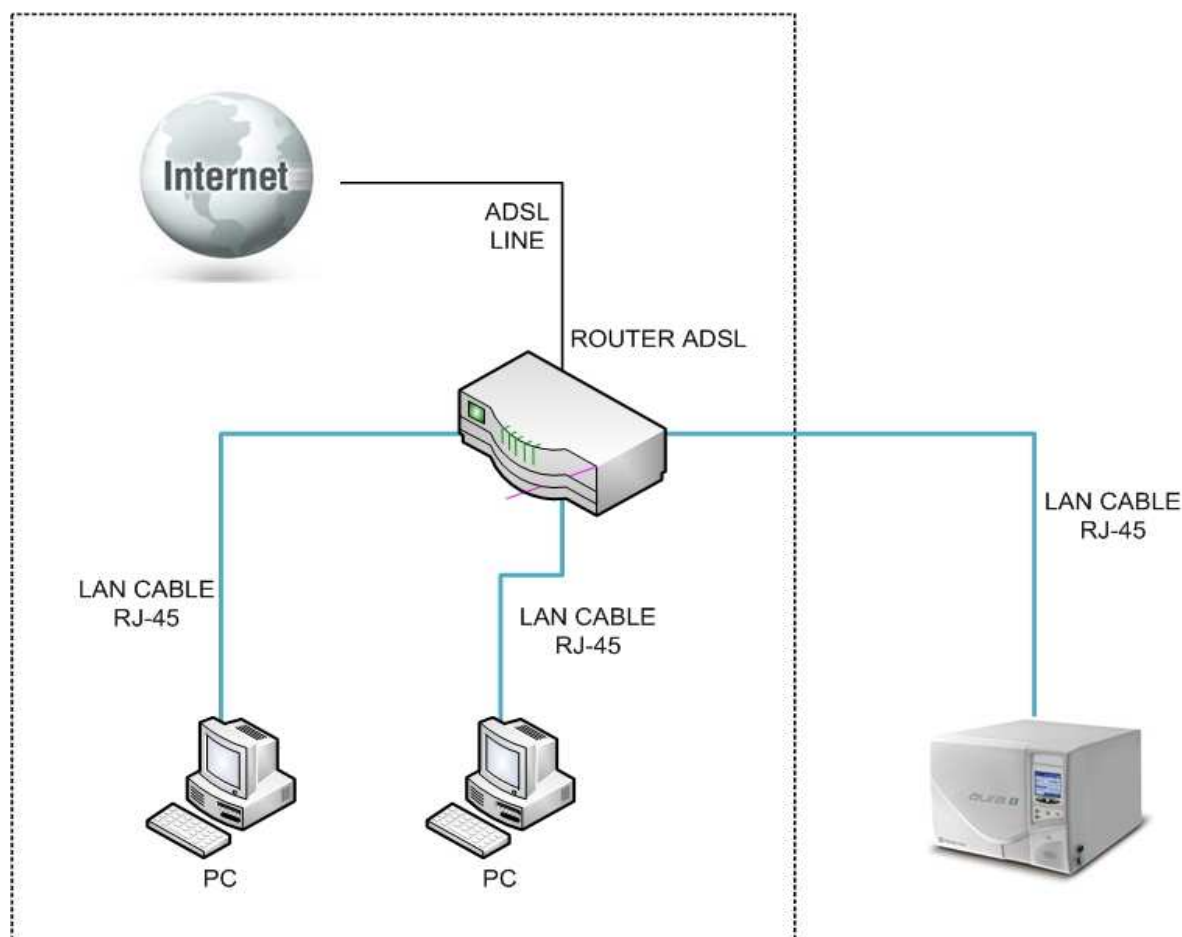 Internet
ADSL
LINE
ROUTER ADSL
LAN CABLE
RJ-45
LAN CABLE
RJ-45
LAN CABLE
RJ-45
PC
PC